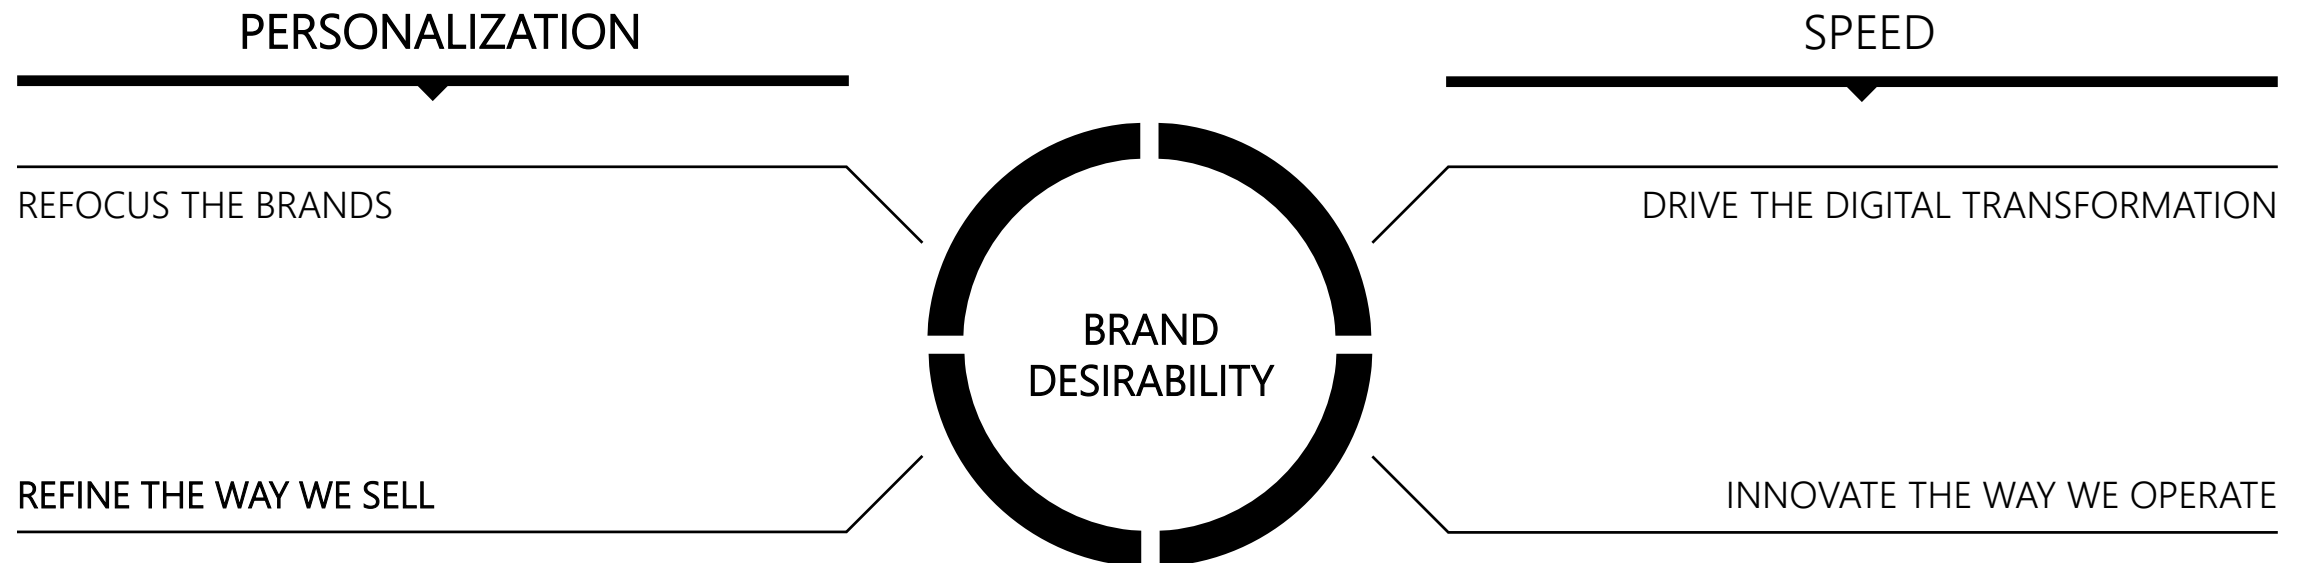 PERSONALIZATION
SPEED
REFOCUS THE BRANDS
DRIVE THE DIGITAL TRANSFORMATION
BRAND
DESIRABILITY
REFINE THE WAY WE SELL
INNOVATE THE WAY WE OPERATE